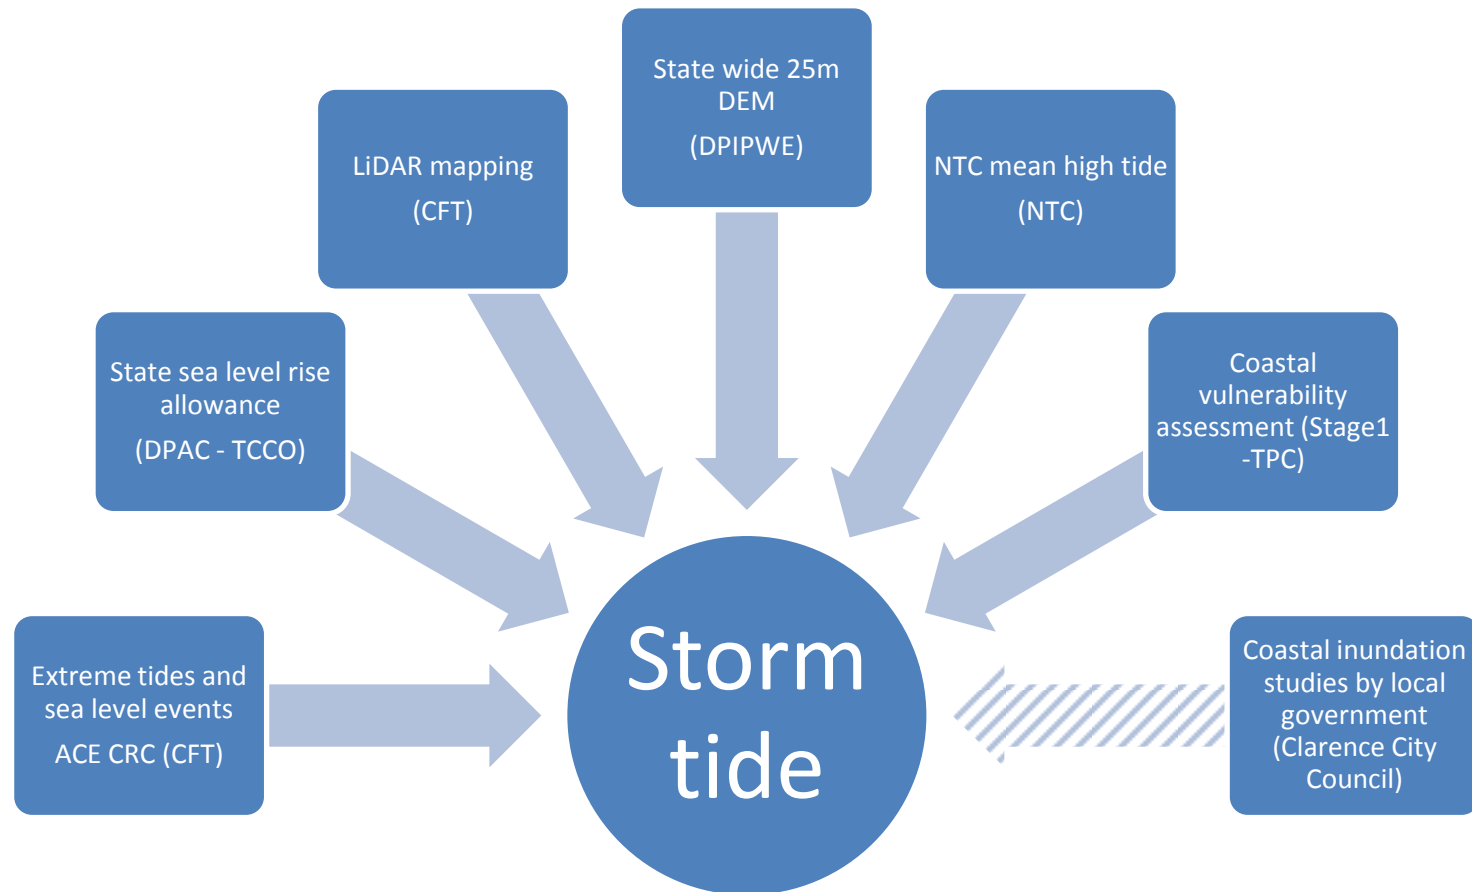 State wide 25m
DEM
(DPIPWE)
LiDAR mapping
(CFT)
NTC mean high tide
(NTC)
State sea level rise
allowance
(DPAC - TCCO)
Coastal
vulnerability
assessment (Stage1
-TPC)
Extreme tides and
sea level events
ACE CRC (CFT)
Storm
tide
Coastal inundation
studies by local
government
(Clarence City
Council)